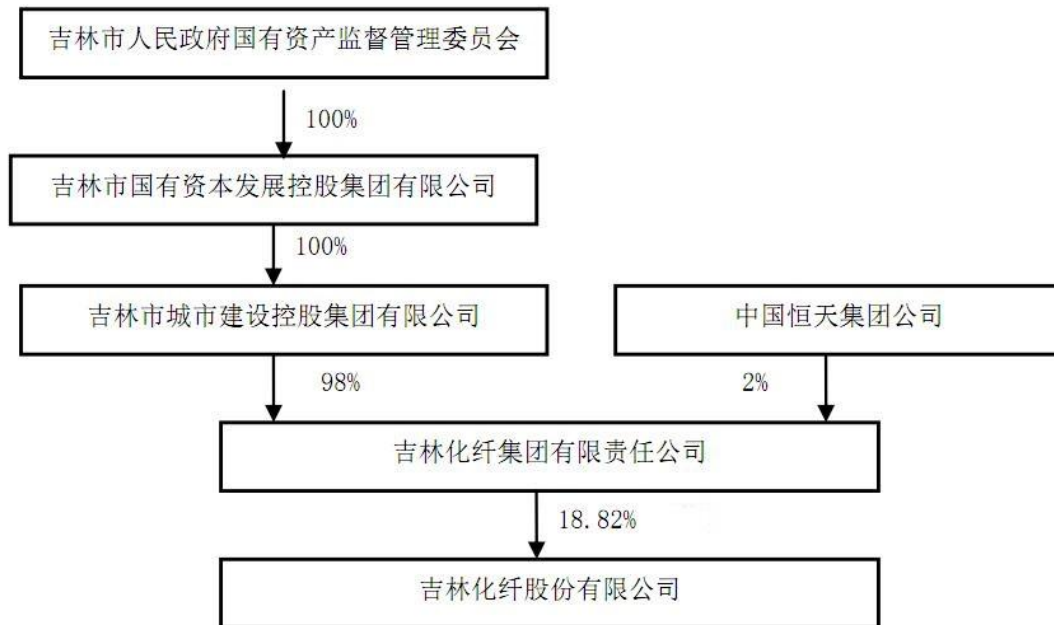 吉林市人民政府国有资产监督管理委员会
100%
吉林市国有资本发展控股集团有限公司
100%
吉林市城市建设控股集团有限公司
中国恒天集团公司
98%
2%
吉林化纤集团有限责任公司
18.82%
吉林化纤股份有限公司